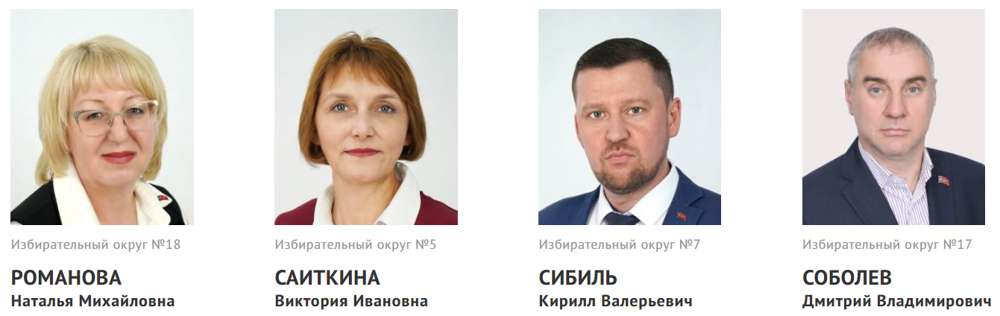 Избирательный округ №18
РОМАНОВА
Наталья Михайловна
Избирательный округ №5
САИТКИНА
Виктория Ивановна
Избирательный округ №7
СИБИЛЬ
Кирилл Валерьевич
Избирательный округ №17
СОБОЛЕВ
Дмитрий Владимирович